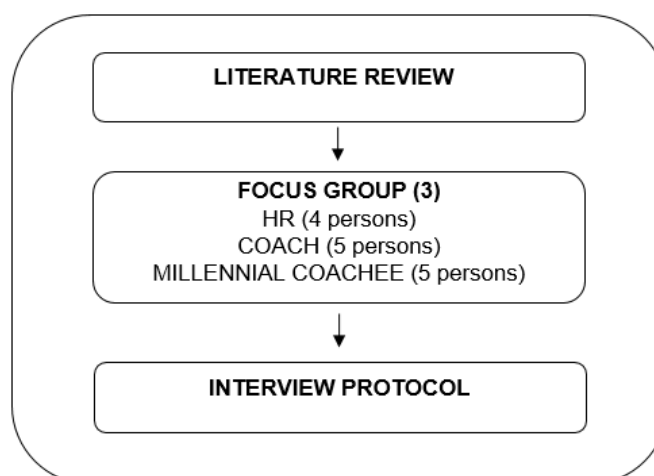 LITERATURE REVIEW
FOCUS GROUP (3)
HR (4 persons)
COACH (5 persons)
MILLENNIAL COACHEE (5 persons)
INTERVIEW PROTOCOL